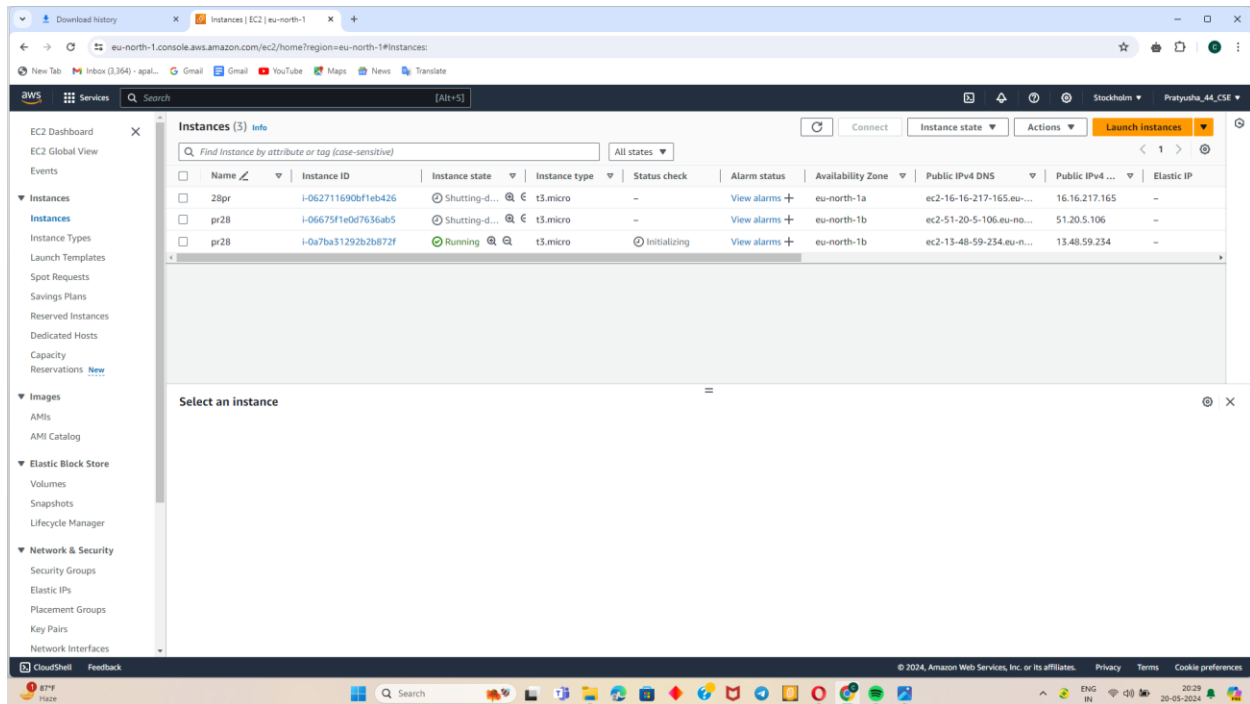 Download history
Instances | EC2 | eu-north-1
eu-north-1.console.aws.amazon.com/ec2/home?region=eu-north-1#Instances:
New Tab Inbox (3,364) - apal... Gmail Gmail YouTube Maps News Translate
aws Services Search [Alt+S] Stockholm Pratyusha_44_CSE
EC2 Dashboard
EC2 Global View
Events
Instances
Instances
Instance Types
Launch Templates
Spot Requests
Savings Plans
Reserved Instances
Dedicated Hosts
Capacity
Reservations New
Images
AMIs
AMI Catalog
Elastic Block Store
Volumes
Snapshots
Lifecycle Manager
Network & Security
Security Groups
Elastic IPs
Placement Groups
Key Pairs
Network Interfaces
Instances (3) Info Connect Instance state Actions Launch instances
Find Instance by attribute or tag (case-sensitive) All states 1
Name Instance ID Instance state Instance type Status check Alarm status Availability Zone Public IPv4 DNS Public IPv4 ... Elastic IP
28pr i-062711690bf1eb426 Shutting-d... t3.micro – View alarms + eu-north-1a ec2-16-16-217-165.eu-... 16.16.217.165 –
pr28 i-06675f1e0d7636ab5 Shutting-d... t3.micro – View alarms + eu-north-1b ec2-51-20-5-106.eu-no... 51.20.5.106 –
pr28 i-0a7ba31292b2b872f Running t3.micro Initializing View alarms + eu-north-1b ec2-13-48-59-234.eu-n... 13.48.59.234 –
Select an instance
CloudShell Feedback © 2024, Amazon Web Services, Inc. or its affiliates. Privacy Terms Cookie preferences
87°F
Haze
Search
ENG
IN
20:29
20-05-2024